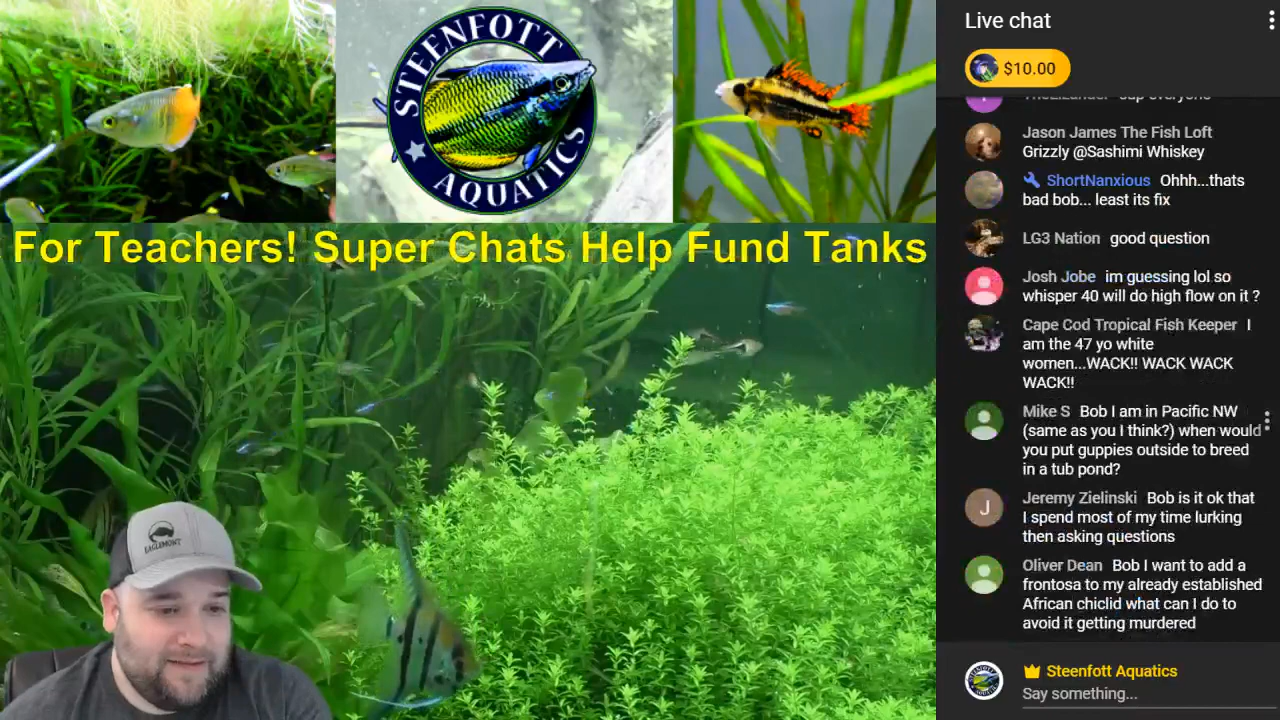 STEENFOTT
AQUATICS
For Teachers! Super Chats Help Fund Tanks
EAGLEMONT
Live chat
$10.00
Jason James The Fish Loft
Grizzly @Sashimi Whiskey
ShortNanxious Ohhh...thats
bad bob... least its fix
LG3 Nation good question
Josh Jobe im guessing lol so
whisper 40 will do high flow on it ?
Cape Cod Tropical Fish Keeper I
am the 47 yo white
women...WACK!! WACK WACK
WACK!!
Mike S Bob I am in Pacific NW
(same as you I think?) when would
you put guppies outside to breed
in a tub pond?
J
Jeremy Zielinski Bob is it ok that
I spend most of my time lurking
then asking questions
Oliver Dean Bob I want to add a
frontosa to my already established
African chiclid what can I do to
avoid it getting murdered
Steenfott Aquatics
Say something...